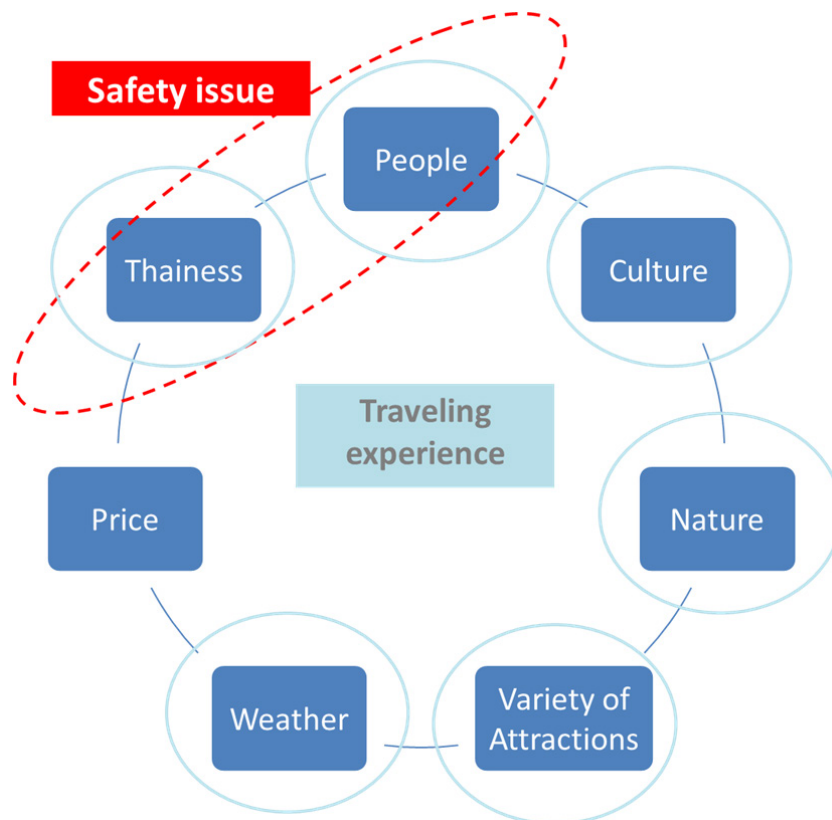 Safety issue
People
Thainess
Culture
Traveling
experience
Price
Nature
Weather
Variety of
Attractions